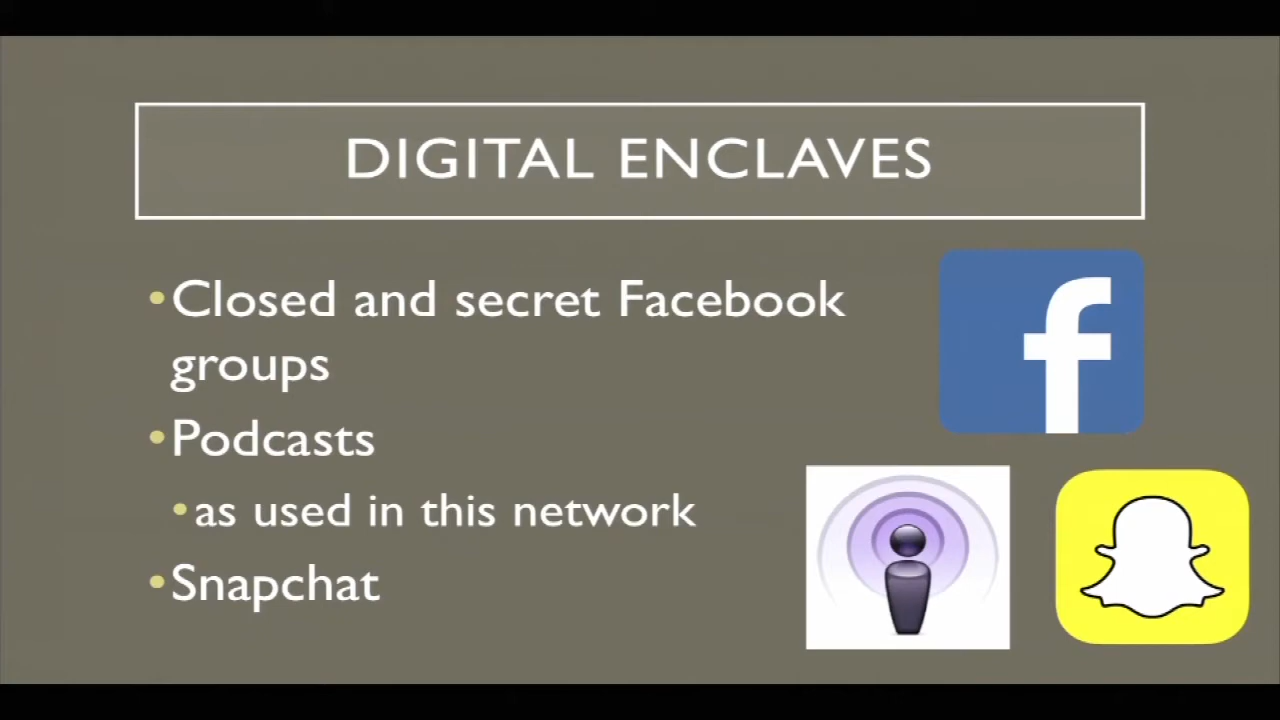 DIGITAL ENCLAVES
•Closed and secret Facebook
groups
•Podcasts
•as used in this network
•Snapchat